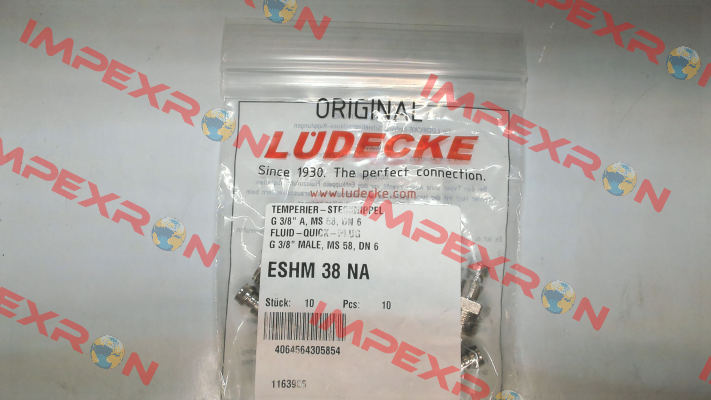 ORIGINAL
LÜDECKE
Since 1930. The perfect connection.
www.ludecke.com
TEMPERIER-STECKNIPPEL
G 3/8" A, MS 58, DN 6
FLUID-QUICK-PLUG
G 3/8" MALE, MS 58, DN 6
ESHM 38 NA
Stück: 10 Pcs: 10
4064564305854
IMPEXRON
IMPEXRON
IMPEXRON
IMPEXRON
IMPEXRON
IMPEXRON